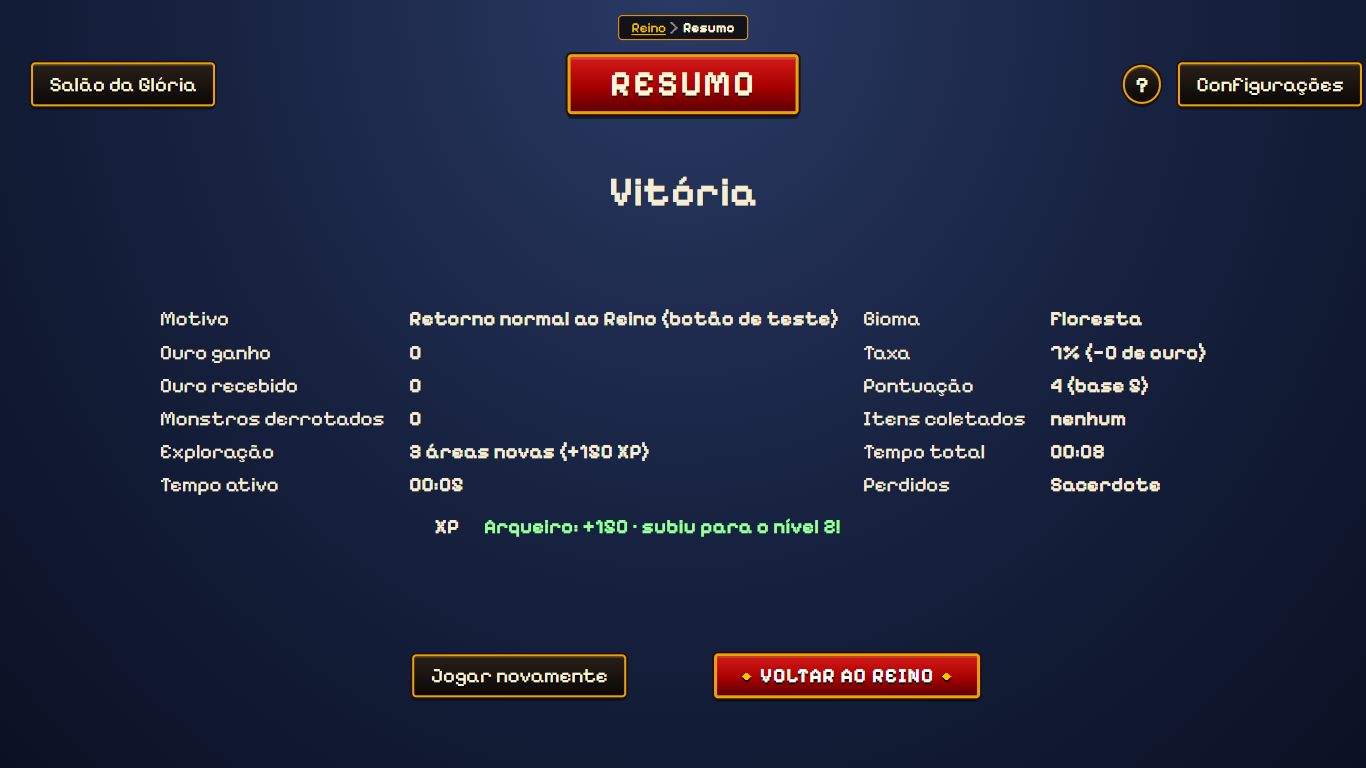 Reino > Resumo
Salão da Glória
RESUMO
?
Configurações
Vitória
Motivo Retorno normal ao Reino (botão de teste) Bioma Floresta
Ouro ganho 0 Taxa 7% (-0 de ouro)
Ouro recebido 0 Pontuação 4 (base 8)
Monstros derrotados 0 Itens coletados nenhum
Exploração 3 áreas novas (+180 XP) Tempo total 00:08
Tempo ativo 00:08 Perdidos Sacerdote
XP Arqueiro: +180 · subiu para o nível 2!
Jogar novamente
VOLTAR AO REINO